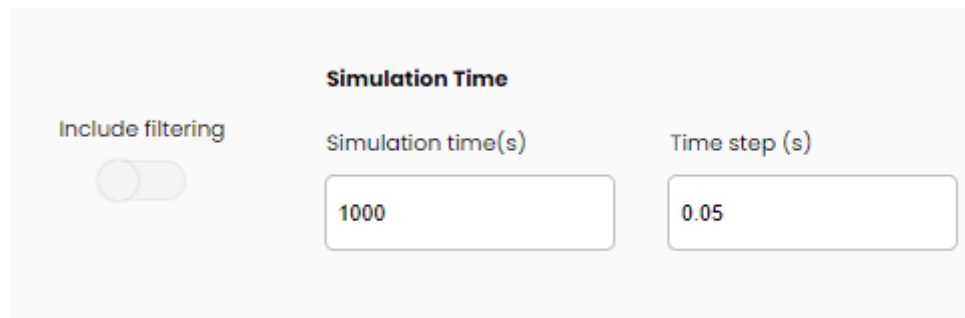 Simulation Time
Include filtering
Simulation time(s)
Time step (s)
1000
0.05